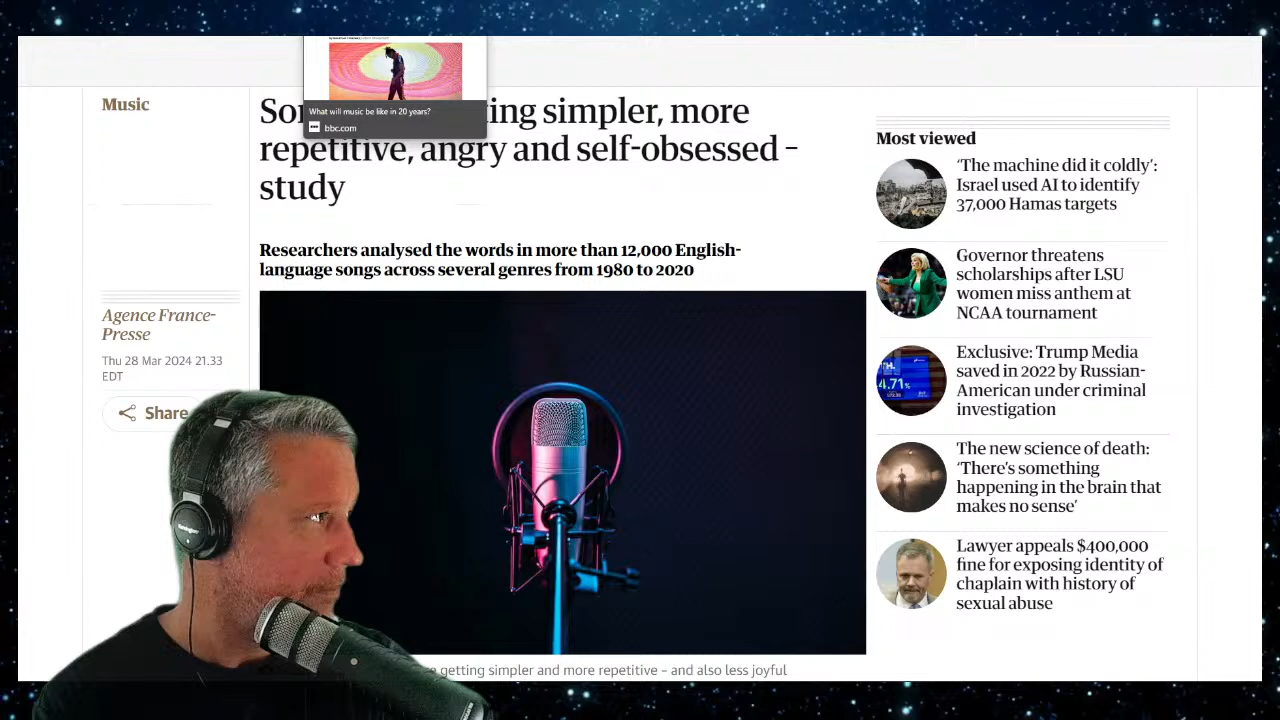 What will music be like in 20 years?
bbc.com
Music
ing simpler, more
repetitive, angry and self-obsessed –
study
Researchers analysed the words in more than 12,000 English-
language songs across several genres from 1980 to 2020
Agence France-
Presse
Thu 28 Mar 2024 21.33
EDT
Share
getting simpler and more repetitive – and also less joyful
Most viewed
‘The machine did it coldly’:
Israel used AI to identify
37,000 Hamas targets
Governor threatens
scholarships after LSU
women miss anthem at
NCAA tournament
4.71%
Exclusive: Trump Media
saved in 2022 by Russian-
American under criminal
investigation
The new science of death:
‘There’s something
happening in the brain that
makes no sense’
Lawyer appeals $400,000
fine for exposing identity of
chaplain with history of
sexual abuse